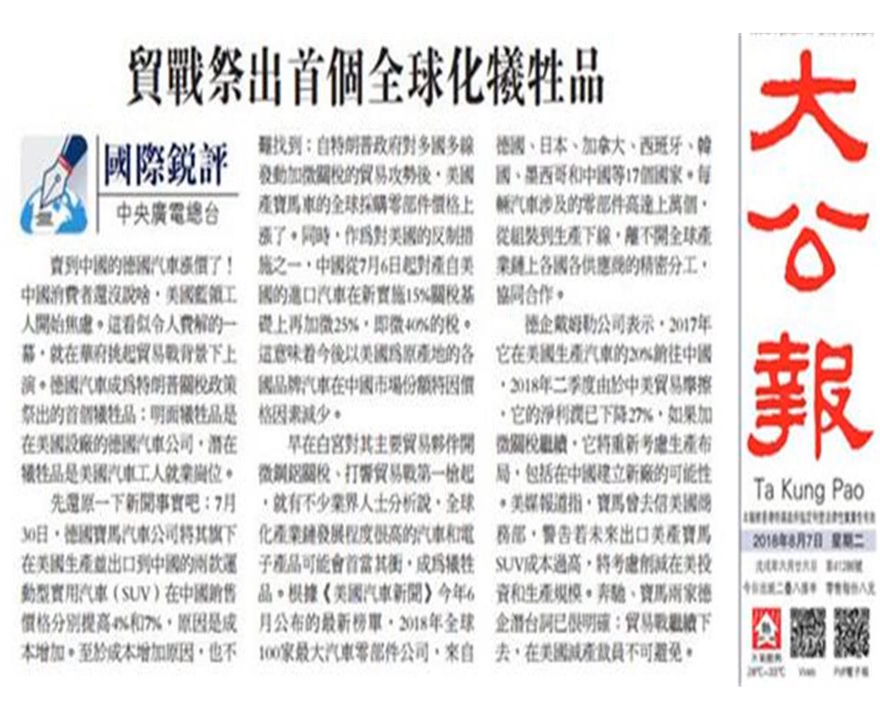 貿戰祭出首個全球化犧牲品
國際銳評
中央廣電總台
賣到中國的德國汽車漲價了！
中國消費者還沒說啥，美國藍領工
人開始焦慮。這看似令人費解的一
幕，就在華府挑起貿易戰背景下上
演。德國汽車成為特朗普關稅政策
祭出的首個犧牲品：明面犧牲品是
在美國設廠的德國汽車公司，潛在
犧牲品是美國汽車工人就業崗位。
先還原一下新聞事實吧：7月
30日，德國寶馬汽車公司將其旗下
在美國生產並出口到中國的兩款運
動型實用汽車（SUV）在中國銷售
價格分別提高4%和7%，原因是成
本增加。至於成本增加原因，也不
難找到：自特朗普政府對多國多線
發動加徵關稅的貿易攻勢後，美國
產寶馬車的全球採購零部件價格上
漲了。同時，作為對美國的反制措
施之一，中國從7月6日起對產自美
國的進口汽車在新實施15%關稅基
礎上再加徵25%，即徵40%的稅。
這意味着今後以美國為原產地的各
國品牌汽車在中國市場份額將因價
格因素減少。
早在白宮對其主要貿易夥伴開
徵鋼鋁關稅、打響貿易戰第一槍起
，就有不少業界人士分析說，全球
化產業鏈發展程度很高的汽車和電
子產品可能會首當其衝，成為犧牲
品。根據《美國汽車新聞》今年6
月公布的最新榜單，2018年全球
100家最大汽車零部件公司，來自
德國、日本、加拿大、西班牙、韓
國、墨西哥和中國等17個國家。每
輛汽車涉及的零部件高達上萬個，
從組裝到生產下線，離不開全球產
業鏈上各國各供應商的精密分工，
協同合作。
德企戴姆勒公司表示，2017年
它在美國生產汽車的20%銷往中國
，2018年二季度由於中美貿易摩擦
，它的淨利潤已下降27%，如果加
徵關稅繼續，它將重新考慮生產布
局，包括在中國建立新廠的可能性
。美媒報道指，寶馬曾去信美國商
務部，警告若未來出口美產寶馬
SUV成本過高，將考慮削減在美投
資和生產規模。奔馳、寶馬兩家德
企潛台詞已很明確：貿易戰繼續下
去，在美國減產裁員不可避免。
大公報
Ta Kung Pao
2018年8月7日 星期二